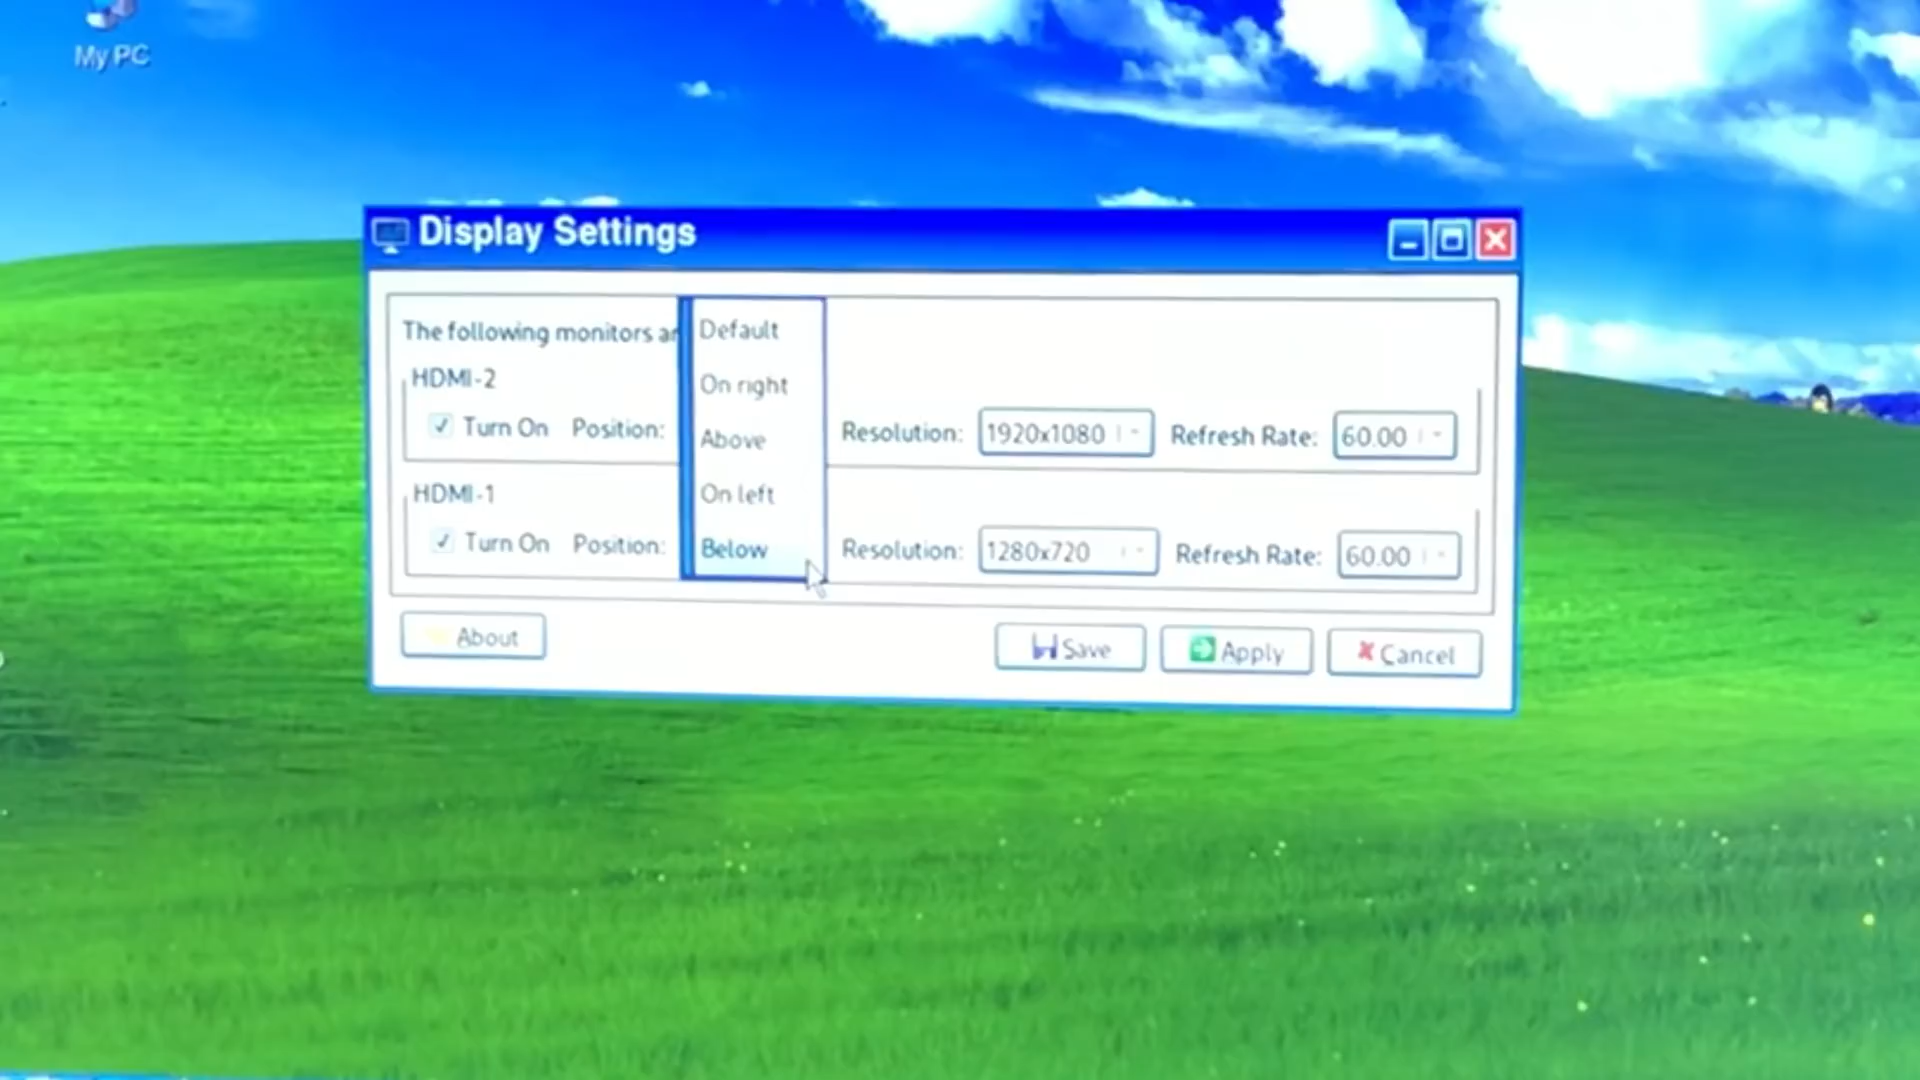 My PC
Display Settings
The following monitors ar
HDMI-2
Turn On Position: Resolution: 1920x1080 Refresh Rate: 60.00
HDMI-1
Turn On Position: Resolution: 1280x720 Refresh Rate: 60.00
Default
On right
Above
On left
Below
About Save Apply Cancel